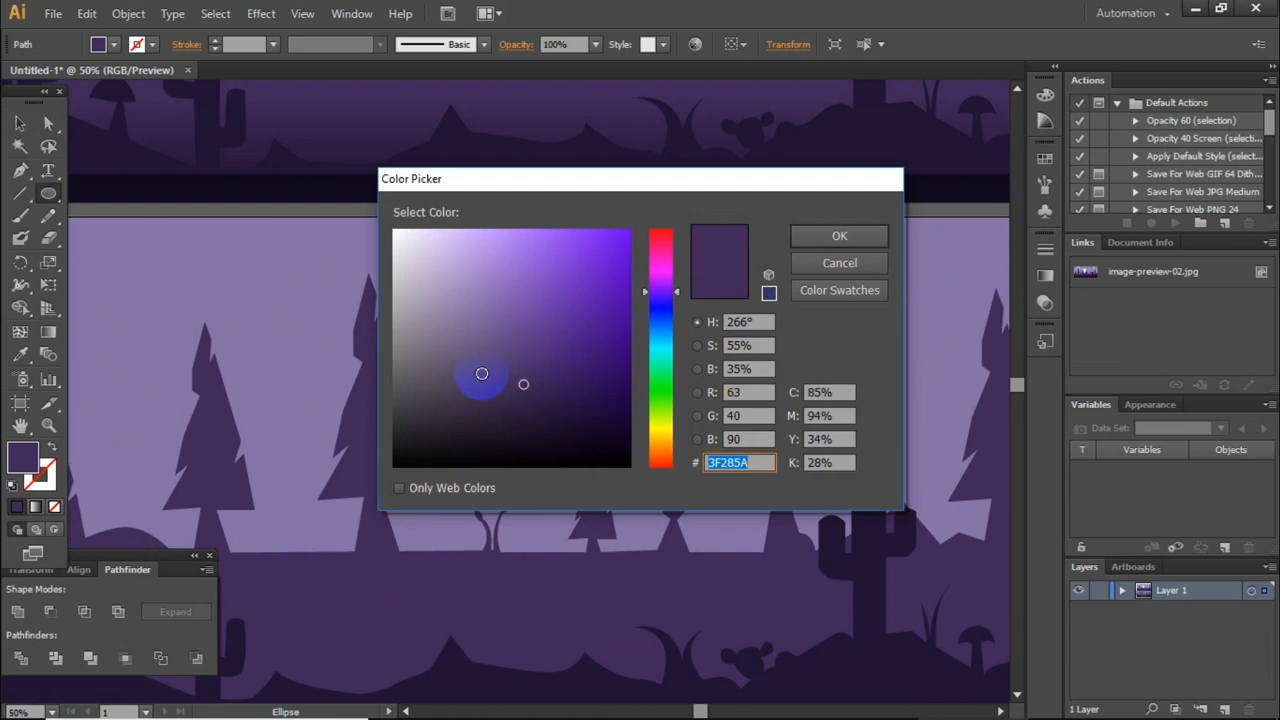 Ai File Edit Object Type Select Effect View Window Help Br Automation
Path Stroke: Basic Opacity: 100% Style: Transform
Untitled-1* @ 50% (RGB/Preview)
Actions
Default Actions
Opacity 60 (selection)
Opacity 40 Screen (selecti...
Apply Default Style (select...
Save For Web GIF 64 Dith...
Save For Web JPG Medium
Save For Web PNG 24
Links Document Info
image-preview-02.jpg
Color Picker
Select Color:
OK
Cancel
Color Swatches
H: 266°
S: 55%
B: 35%
R: 63 C: 85%
G: 40 M: 94%
B: 90 Y: 34%
# 3F285A K: 28%
Only Web Colors
Variables Appearance
Data Set:
T Variables Objects
Transform Align Pathfinder
Shape Modes:
Expand
Pathfinders:
Layers Artboards
Layer 1
1 Layer
50% 1 Ellipse